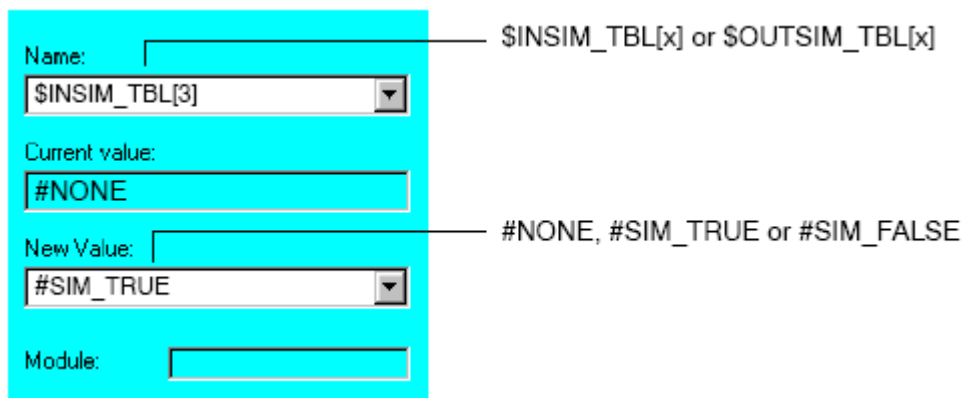 Name:
$INSIM_TBL[x] or $OUTSIM_TBL[x]
$INSIM_TBL[3]
Current value:
#NONE
New Value:
#NONE, #SIM_TRUE or #SIM_FALSE
#SIM_TRUE
Module: